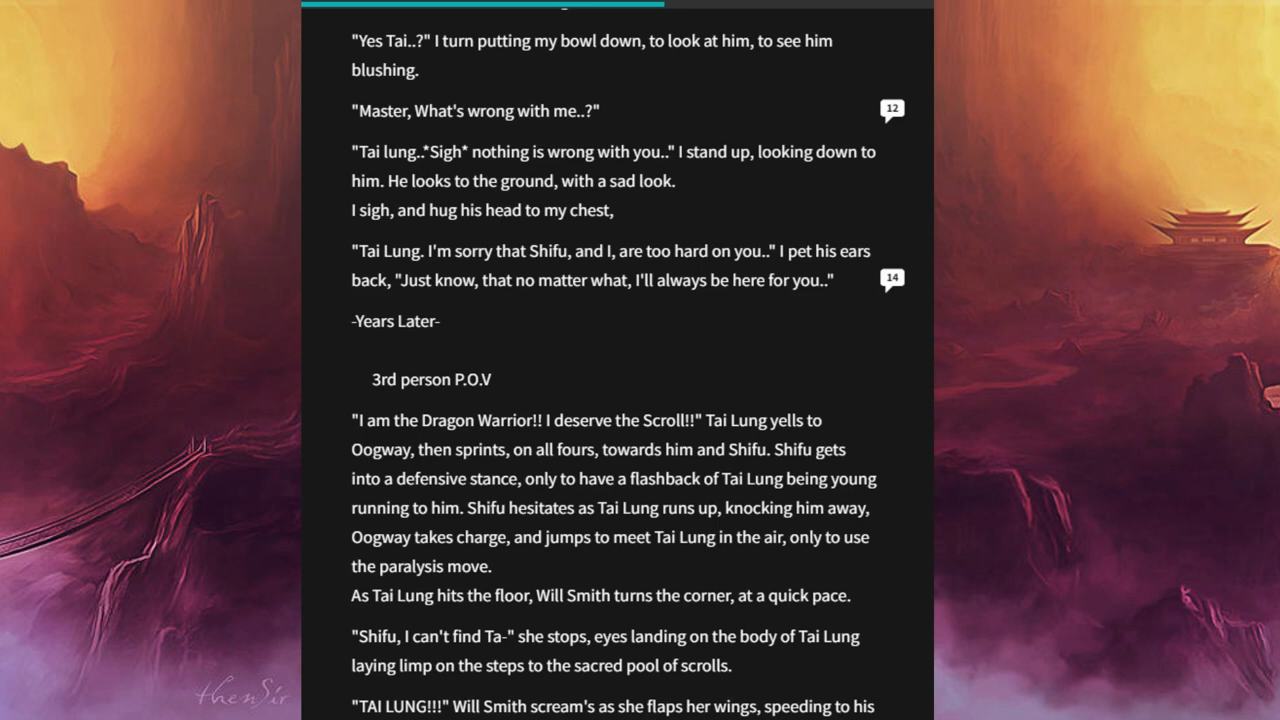 "Yes Tai..?" I turn putting my bowl down, to look at him, to see him
blushing.
"Master, What's wrong with me..?"
12
"Tai lung..*Sigh* nothing is wrong with you.." I stand up, looking down to
him. He looks to the ground, with a sad look.
I sigh, and hug his head to my chest,
"Tai Lung. I'm sorry that Shifu, and I, are too hard on you.." I pet his ears
back, "Just know, that no matter what, I'll always be here for you.."
14
-Years Later-
3rd person P.O.V
"I am the Dragon Warrior!! I deserve the Scroll!!" Tai Lung yells to
Oogway, then sprints, on all fours, towards him and Shifu. Shifu gets
into a defensive stance, only to have a flashback of Tai Lung being young
running to him. Shifu hesitates as Tai Lung runs up, knocking him away,
Oogway takes charge, and jumps to meet Tai Lung in the air, only to use
the paralysis move.
As Tai Lung hits the floor, Will Smith turns the corner, at a quick pace.
"Shifu, I can't find Ta-" she stops, eyes landing on the body of Tai Lung
laying limp on the steps to the sacred pool of scrolls.
"TAI LUNG!!!" Will Smith scream's as she flaps her wings, speeding to his